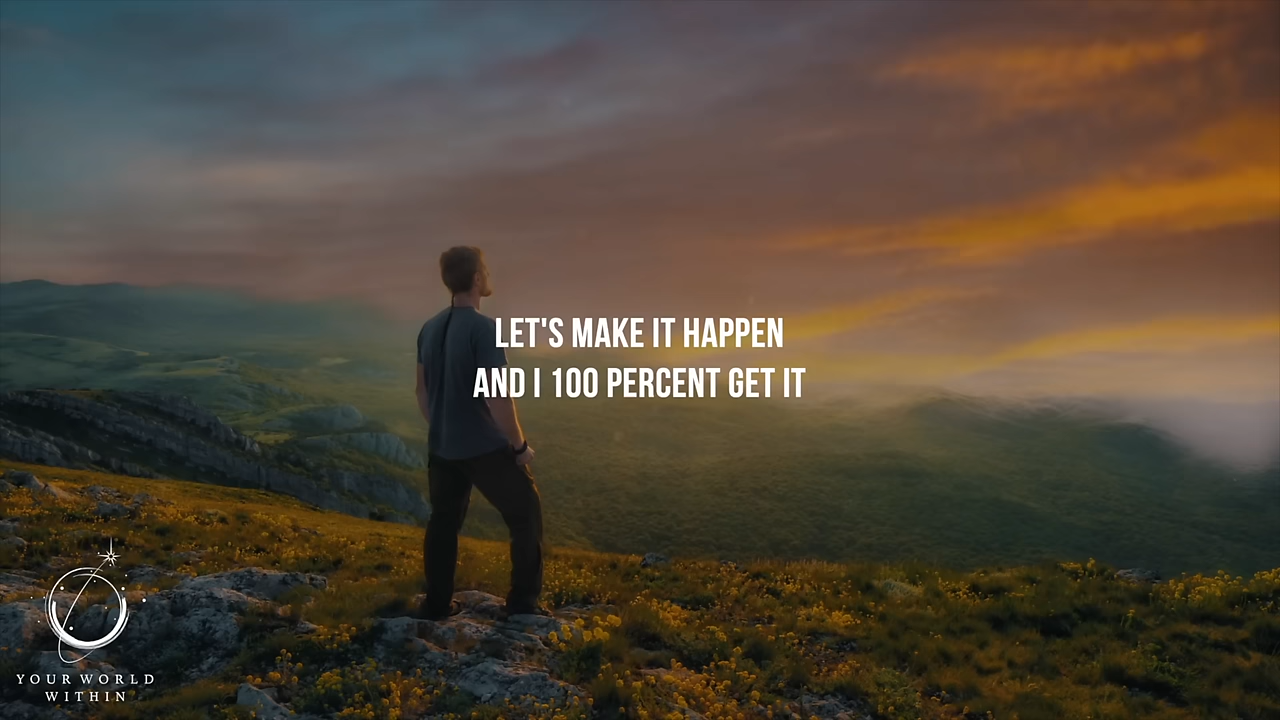 LET'S MAKE IT HAPPEN
AND I 100 PERCENT GET IT
YOUR WORLD
WITHIN